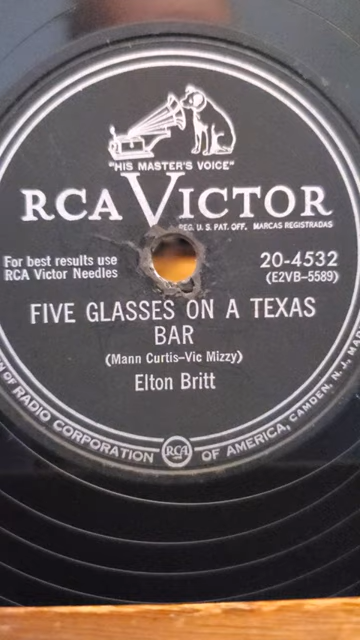 "HIS MASTER'S VOICE"
RCA VICTOR
REG. U. S. PAT. OFF. MARCAS REGISTRADAS
For best results use
RCA Victor Needles
20-4532
(E2VB-5589)
FIVE GLASSES ON A TEXAS
BAR
(Mann Curtis–Vic Mizzy)
Elton Britt
OF RADIO CORPORATION RCA OF AMERICA, CAMDEN, N. J.,